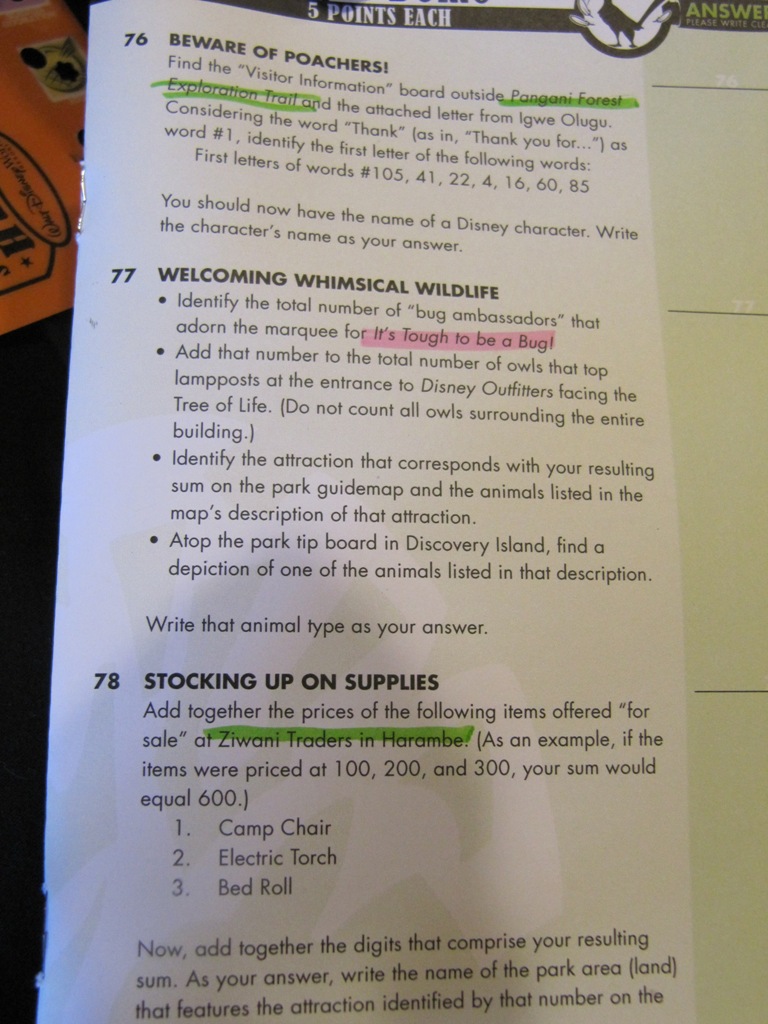 5 POINTS EACH
ANSWER
PLEASE WRITE CLE
76 BEWARE OF POACHERS!
Find the "Visitor Information" board outside Pangani Forest
Exploration Trail and the attached letter from Igwe Olugu.
Considering the word "Thank" (as in, "Thank you for...") as
word #1, identify the first letter of the following words:
First letters of words #105, 41, 22, 4, 16, 60, 85
You should now have the name of a Disney character. Write
the character's name as your answer.
76
77 WELCOMING WHIMSICAL WILDLIFE
• Identify the total number of "bug ambassadors" that
adorn the marquee for It's Tough to be a Bug!
• Add that number to the total number of owls that top
lampposts at the entrance to Disney Outfitters facing the
Tree of Life. (Do not count all owls surrounding the entire
building.)
• Identify the attraction that corresponds with your resulting
sum on the park guidemap and the animals listed in the
map's description of that attraction.
• Atop the park tip board in Discovery Island, find a
depiction of one of the animals listed in that description.
Write that animal type as your answer.
77
78 STOCKING UP ON SUPPLIES
Add together the prices of the following items offered "for
sale" at Ziwani Traders in Harambe. (As an example, if the
items were priced at 100, 200, and 300, your sum would
equal 600.)
1. Camp Chair
2. Electric Torch
3. Bed Roll
Now, add together the digits that comprise your resulting
sum. As your answer, write the name of the park area (land)
that features the attraction identified by that number on the